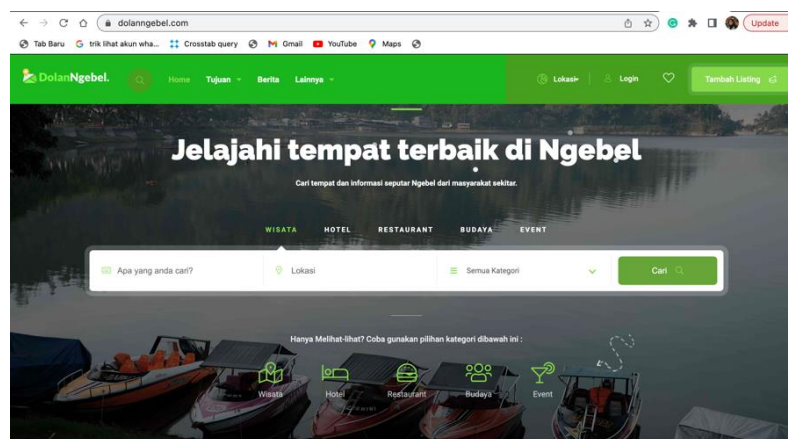 dolanngebel.com
Update
Tab Baru trik lihat akun wha... Crosstab query Gmail YouTube Maps
DolanNgebel. Home Tujuan Berita Lainnya Lokasi Login Tambah Listing
Jelajahi tempat terbaik di Ngebel
Cari tempat dan informasi seputar Ngebel dari masyarakat sekitar.
WISATA HOTEL RESTAURANT BUDAYA EVENT
Apa yang anda cari? Lokasi Semua Kategori Cari
Hanya Melihat-lihat? Coba gunakan pilihan kategori dibawah ini :
Wisata Hotel Restaurant Budaya Event